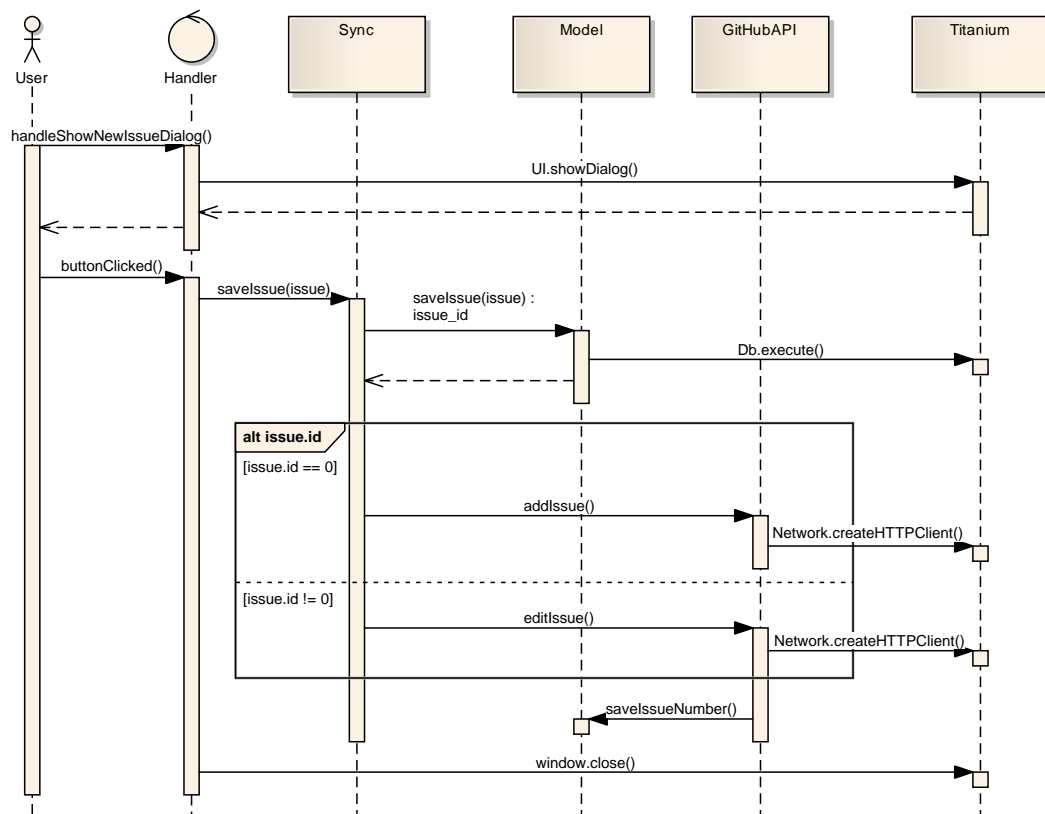 Sync
Model
GitHubAPI
Titanium
User
Handler
handleShowNewIssueDialog()
UI.showDialog()
buttonClicked()
saveIssue(issue)
saveIssue(issue) :
issue_id
Db.execute()
alt issue.id
[issue.id == 0]
addIssue()
Network.createHTTPClient()
[issue.id != 0]
editIssue()
Network.createHTTPClient()
saveIssueNumber()
window.close()